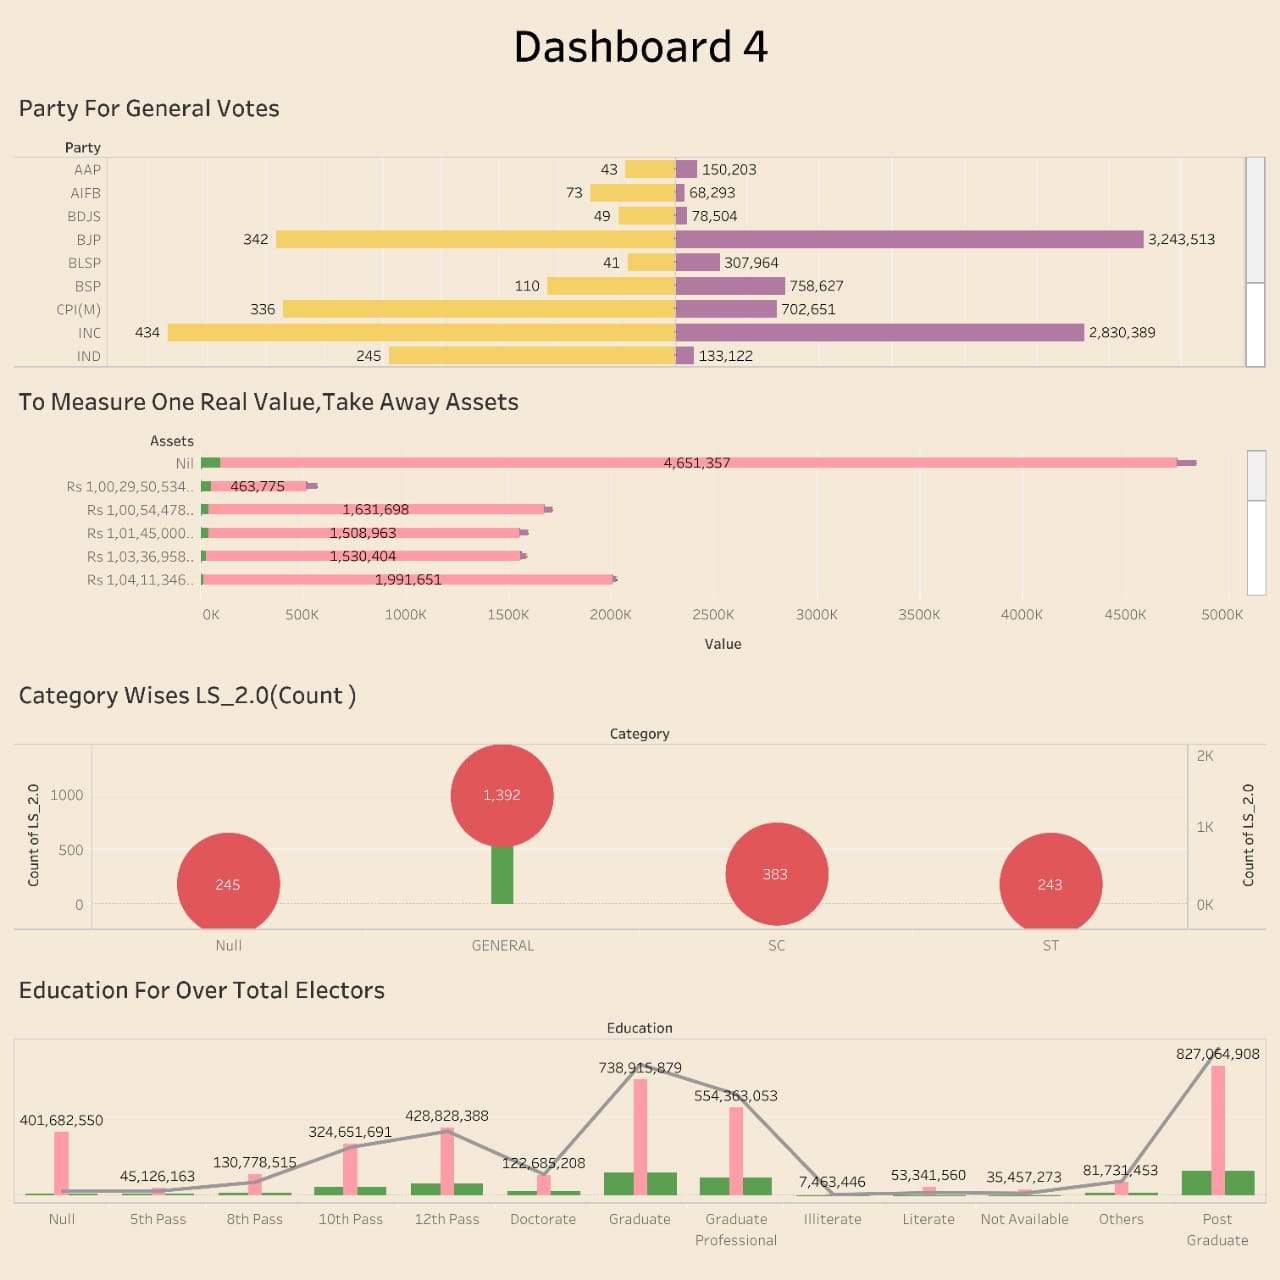 Dashboard 4
Party For General Votes
Party
AAP 43 150,203
AIFB 73 68,293
BDJS 49 78,504
BJP 342 3,243,513
BLSP 41 307,964
BSP 110 758,627
CPI(M) 336 702,651
INC 434 2,830,389
IND 245 133,122
To Measure One Real Value,Take Away Assets
Assets
Nil 4,651,357
Rs 1,00,29,50,534.. 463,775
Rs 1,00,54,478.. 1,631,698
Rs 1,01,45,000.. 1,508,963
Rs 1,03,36,958.. 1,530,404
Rs 1,04,11,346.. 1,991,651
0K 500K 1000K 1500K 2000K 2500K 3000K 3500K 4000K 4500K 5000K
Value
Category Wises LS_2.0(Count )
Category
Count of LS_2.0
1000
500
0
245 1,392 383 243
2K
1K
0K
Count of LS_2.0
Null GENERAL SC ST
Education For Over Total Electors
Education
401,682,550 45,126,163 130,778,515 324,651,691 428,828,388 122,685,208 738,915,879 554,363,053 7,463,446 53,341,560 35,457,273 81,731,453 827,064,908
Null 5th Pass 8th Pass 10th Pass 12th Pass Doctorate Graduate Graduate Illiterate Literate Not Available Others Post
Professional Graduate